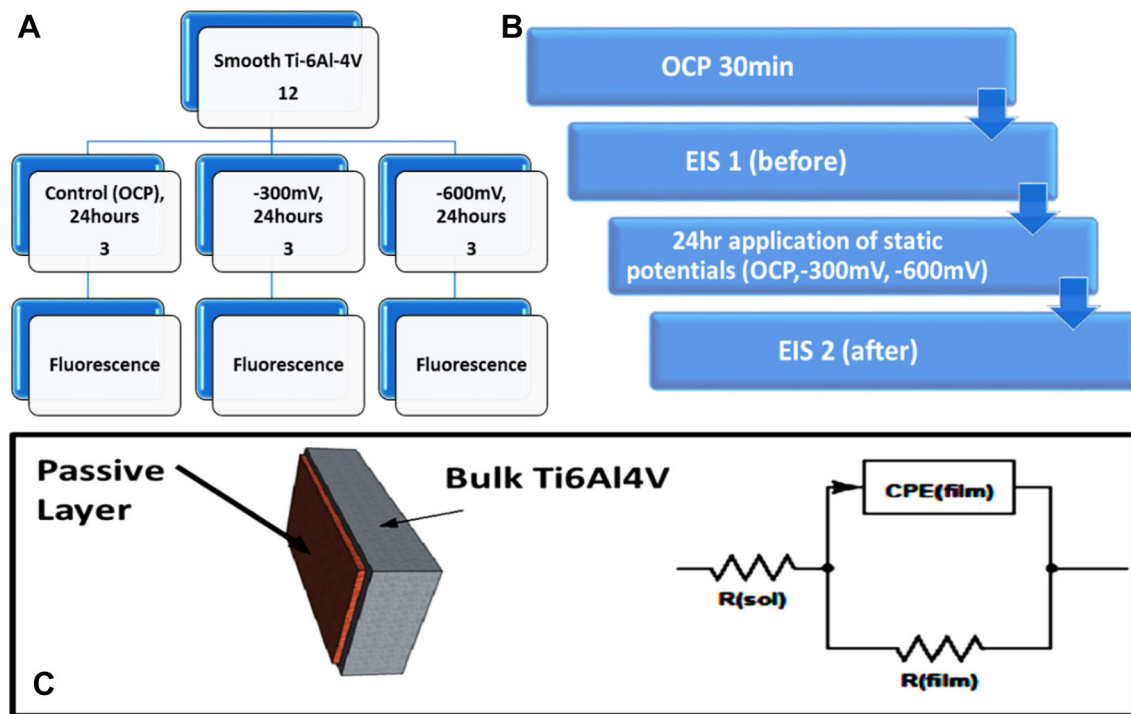 A
Smooth Ti-6Al-4V
12
Control (OCP),
24hours
3
-300mV,
24hours
3
-600mV,
24hours
3
Fluorescence
Fluorescence
Fluorescence
B
OCP 30min
EIS 1 (before)
24hr application of static
potentials (OCP,-300mV, -600mV)
EIS 2 (after)
Passive
Layer
Bulk Ti6Al4V
CPE(film)
R(sol)
R(film)
C